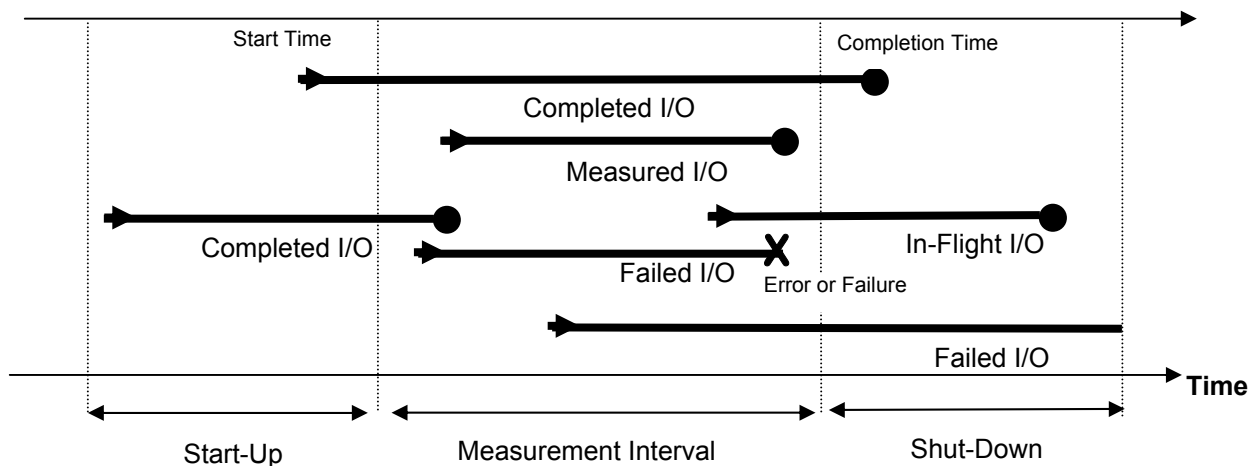 Start Time
Completion Time
Completed I/O
Measured I/O
Completed I/O
In-Flight I/O
Failed I/O
Error or Failure
Failed I/O
Time
Start-Up
Measurement Interval
Shut-Down